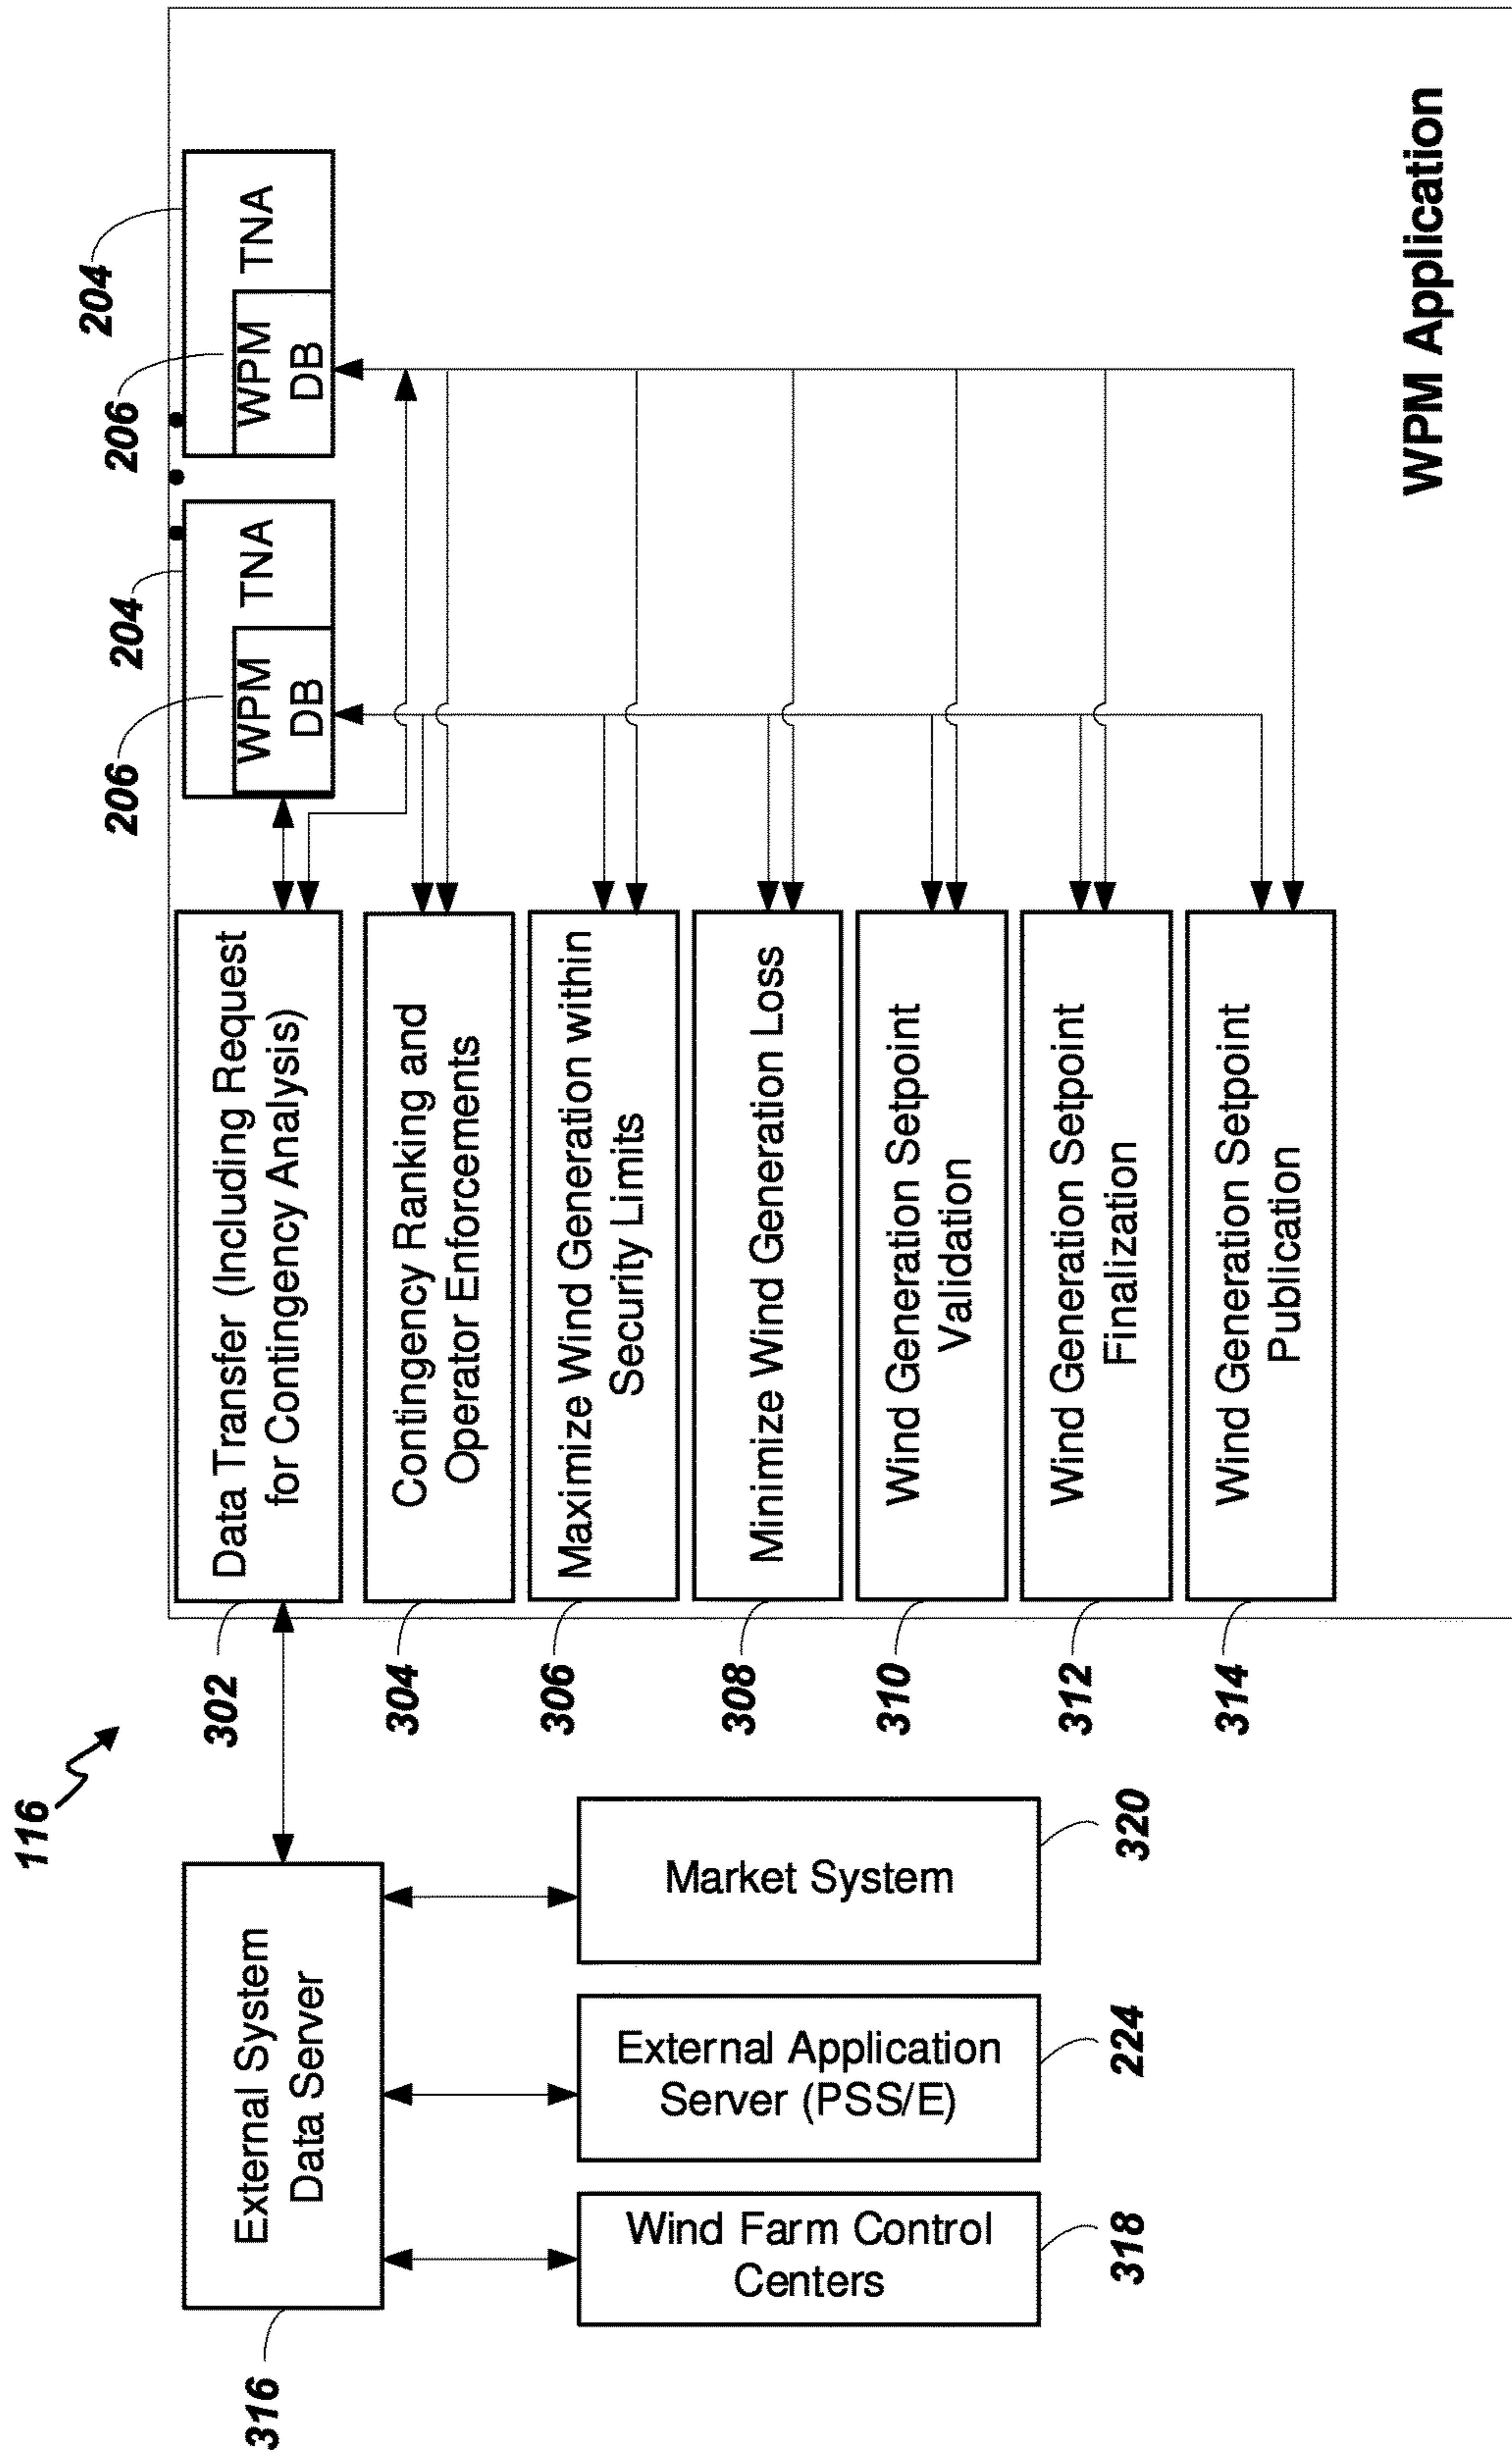 116
316
External System
Data Server
Wind Farm Control
Centers
318
External Application
Server (PSS/E)
224
Market System
320
302
Data Transfer (Including Request
for Contingency Analysis)
304
Contingency Ranking and
Operator Enforcements
306
Maximize Wind Generation within
Security Limits
308
Minimize Wind Generation Loss
310
Wind Generation Setpoint
Validation
312
Wind Generation Setpoint
Finalization
314
Wind Generation Setpoint
Publication
206
204
WPM
DB
TNA
206
204
WPM
DB
TNA
WPM Application